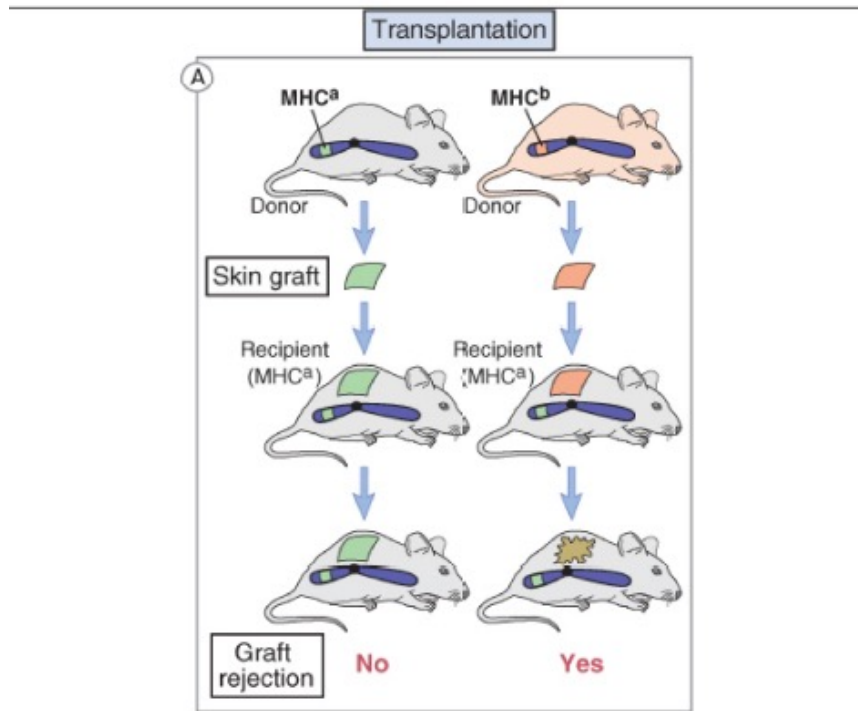 Transplantation
A
MHCa
MHCb
Donor
Donor
Skin graft
Recipient
(MHCa)
Recipient
(MHCa)
Graft
rejection
No
Yes